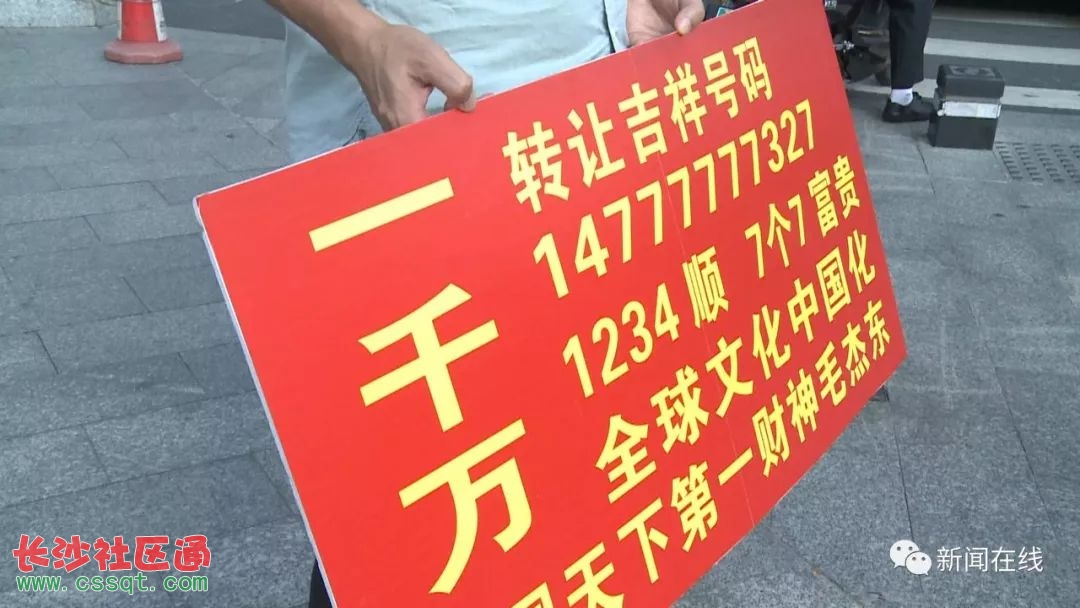 一千万
转让吉祥号码
14777777327
1234顺 7个7富贵
全球文化中国化
天下第一财神毛杰东
长沙社区通
www.cssqt.com
新闻在线